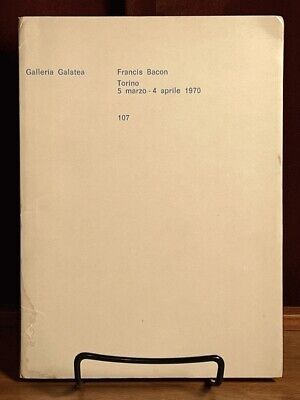 Galleria Galatea
Francis Bacon
Torino
5 marzo - 4 aprile 1970
107